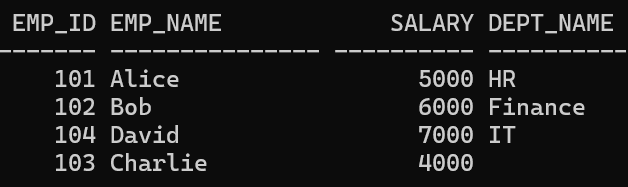 EMP_ID EMP_NAME SALARY DEPT_NAME
------- --------------- ---------- ----------
101 Alice 5000 HR
102 Bob 6000 Finance
104 David 7000 IT
103 Charlie 4000